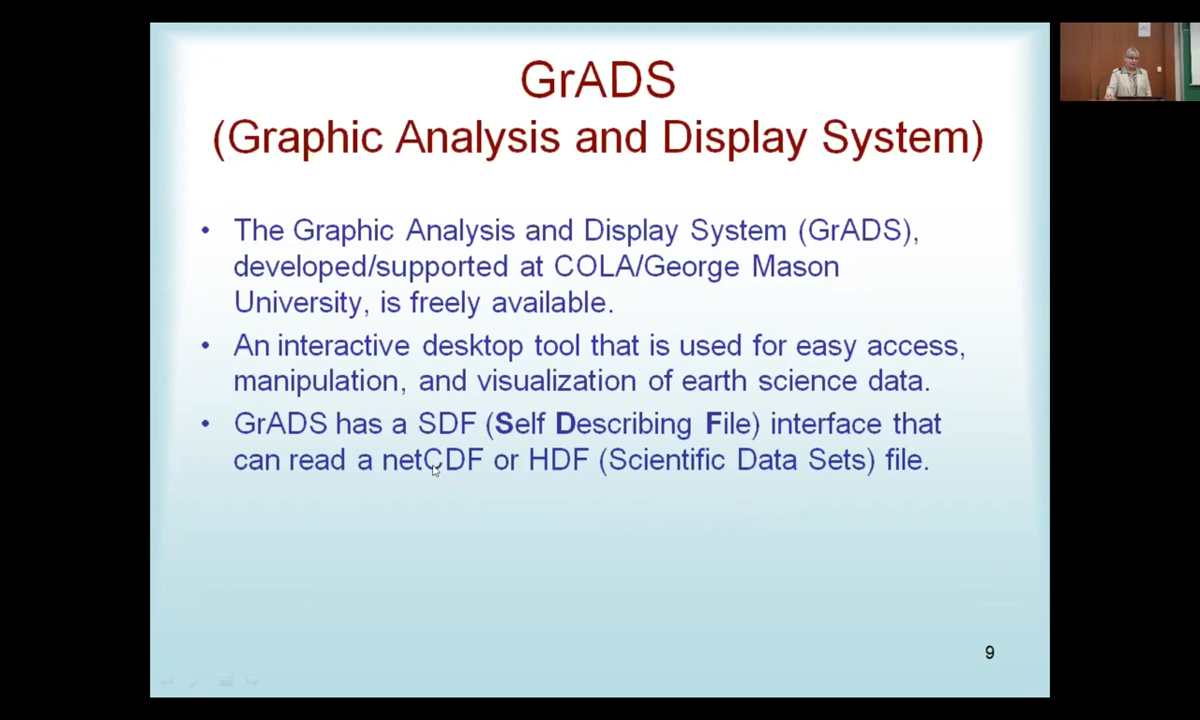 GrADS
(Graphic Analysis and Display System)
• The Graphic Analysis and Display System (GrADS),
developed/supported at COLA/George Mason
University, is freely available.
• An interactive desktop tool that is used for easy access,
manipulation, and visualization of earth science data.
• GrADS has a SDF (Self Describing File) interface that
can read a netCDF or HDF (Scientific Data Sets) file.
9